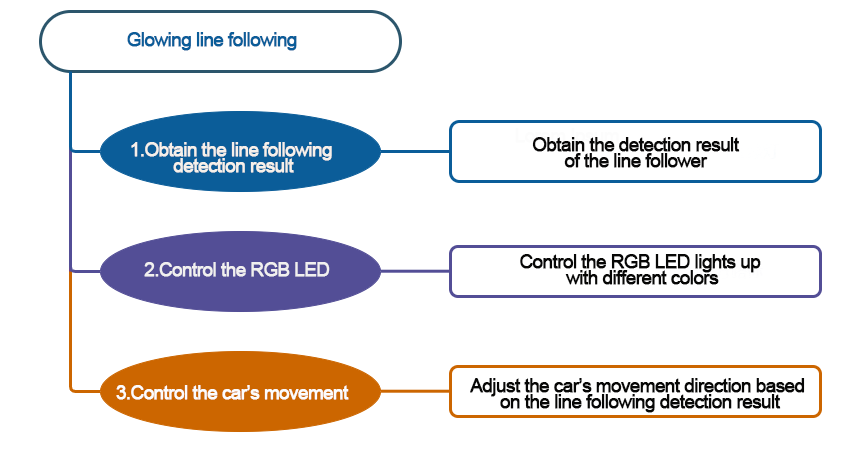 Glowing line following
1.Obtain the line following
detection result
Obtain the detection result
of the line follower
2.Control the RGB LED
Control the RGB LED lights up
with different colors
3.Control the car's movement
Adjust the car's movement direction based
on the line following detection result